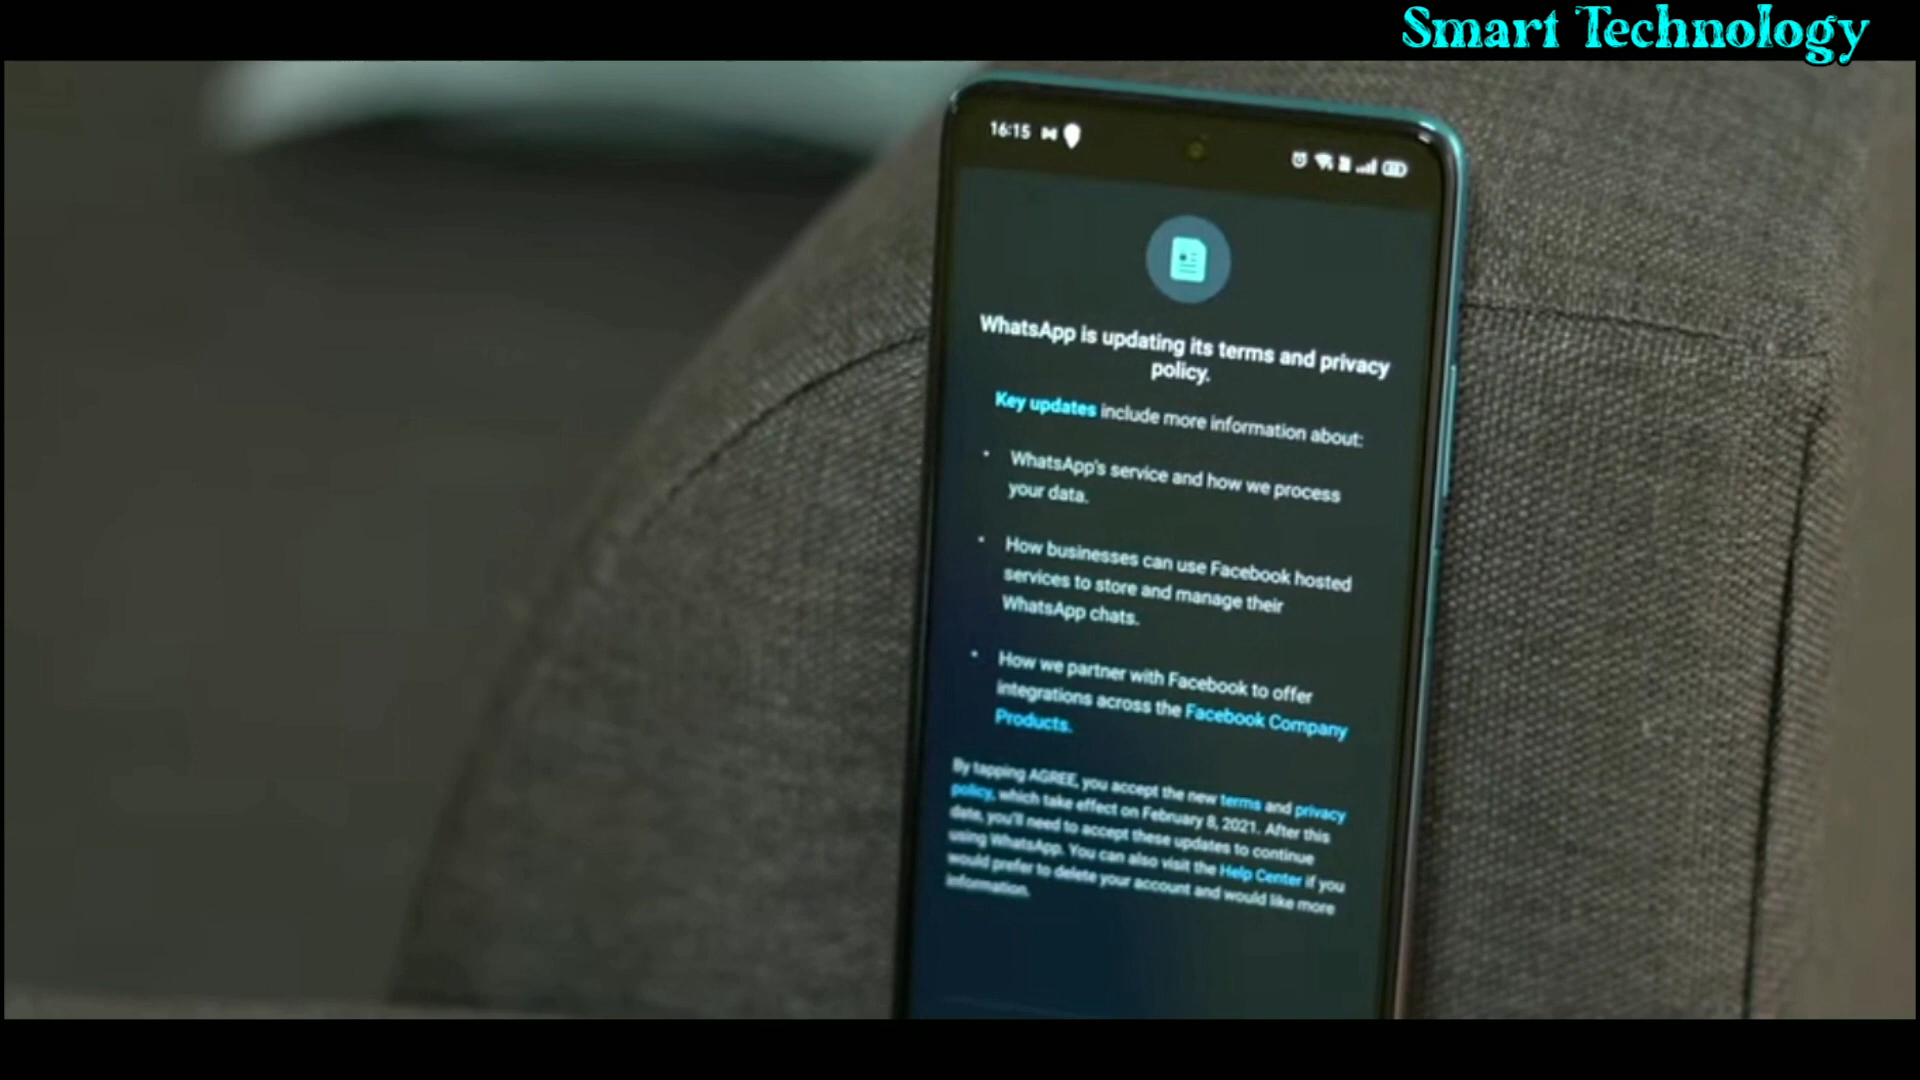 Smart Technology
16:15
WhatsApp is updating its terms and privacy
policy.
Key updates include more information about:
• WhatsApp's service and how we process
your data.
• How businesses can use Facebook hosted
services to store and manage their
WhatsApp chats.
• How we partner with Facebook to offer
integrations across the Facebook Company
Products.
By tapping AGREE, you accept the new terms and privacy
policy, which take effect on February 8, 2021. After this
date, you'll need to accept these updates to continue
using WhatsApp. You can also visit the Help Center if you
would prefer to delete your account and would like more
information.